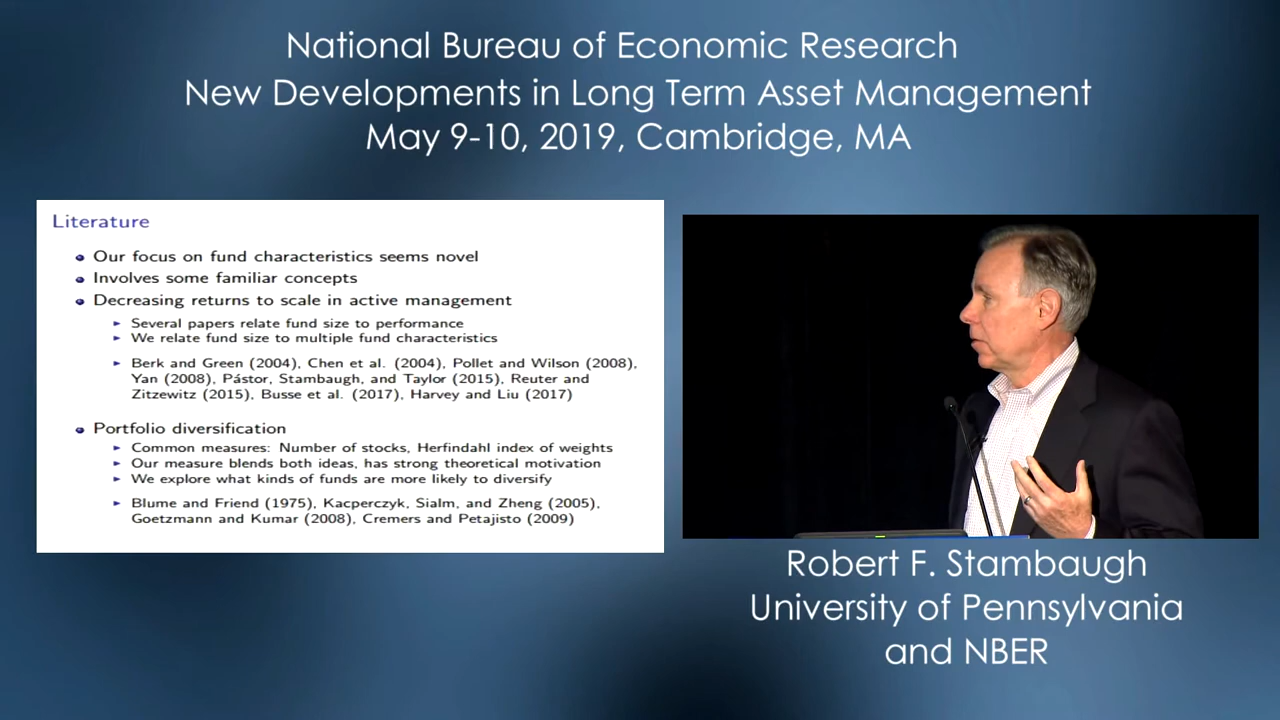 National Bureau of Economic Research
New Developments in Long Term Asset Management
May 9-10, 2019, Cambridge, MA
Literature
Our focus on fund characteristics seems novel
Involves some familiar concepts
Decreasing returns to scale in active management
Several papers relate fund size to performance
We relate fund size to multiple fund characteristics
Berk and Green (2004), Chen et al. (2004), Pollet and Wilson (2008),
Yan (2008), Pástor, Stambaugh, and Taylor (2015), Reuter and
Zitzewitz (2015), Busse et al. (2017), Harvey and Liu (2017)
Portfolio diversification
Common measures: Number of stocks, Herfindahl index of weights
Our measure blends both ideas, has strong theoretical motivation
We explore what kinds of funds are more likely to diversify
Blume and Friend (1975), Kacperczyk, Sialm, and Zheng (2005),
Goetzmann and Kumar (2008), Cremers and Petajisto (2009)
Robert F. Stambaugh
University of Pennsylvania
and NBER